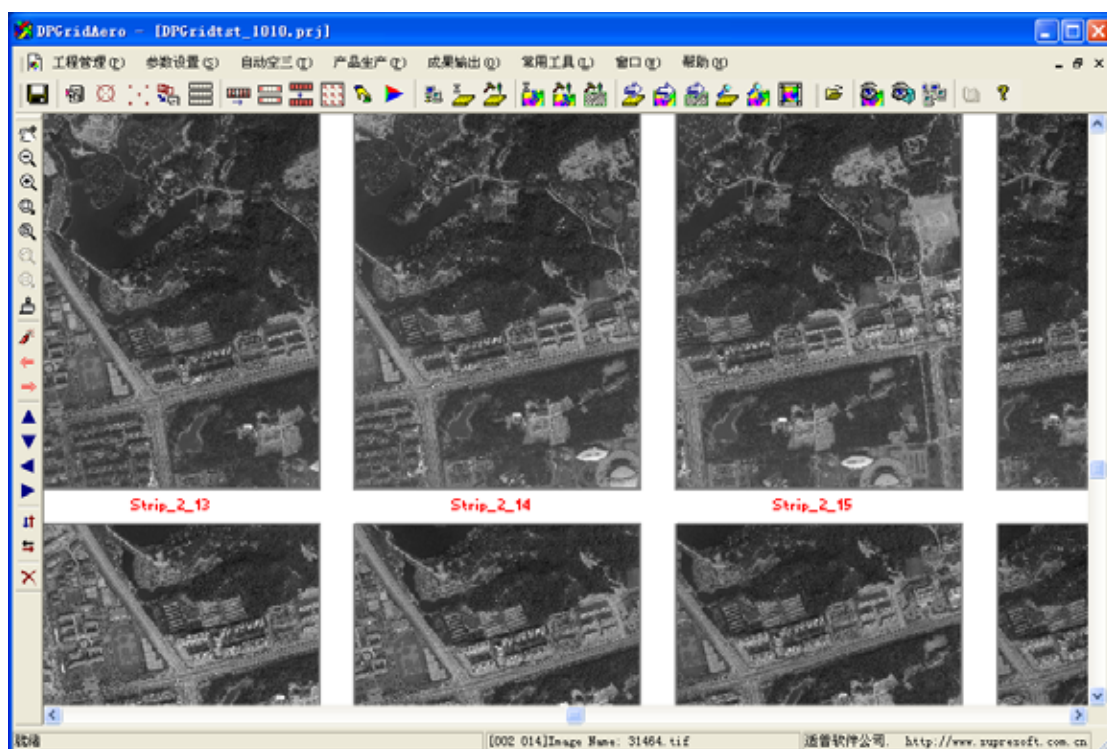 DPGridAero - [DPGridtst_1010.prj]
工程管理(P) 参数设置(S) 自动空三(T) 产品生产(P) 成果输出(O) 常用工具(L) 窗口(W) 帮助(H)
Strip_2_13 Strip_2_14 Strip_2_15
就绪 [002 014]Image Name: 31464.tif 适普软件公司. http://www.supresoft.com.cn